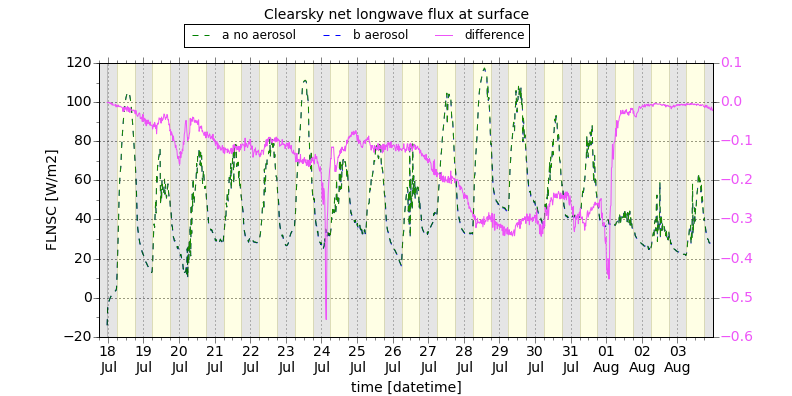 Clearsky net longwave flux at surface
a no aerosol b aerosol difference
FLNSC [W/m2]
120
100
80
60
40
20
0
−20
0.1
0.0
−0.1
−0.2
−0.3
−0.4
−0.5
−0.6
18 19 20 21 22 23 24 25 26 27 28 29 30 31 01 02 03
Jul Jul Jul Jul Jul Jul Jul Jul Jul Jul Jul Jul Jul Jul Aug Aug Aug
time [datetime]